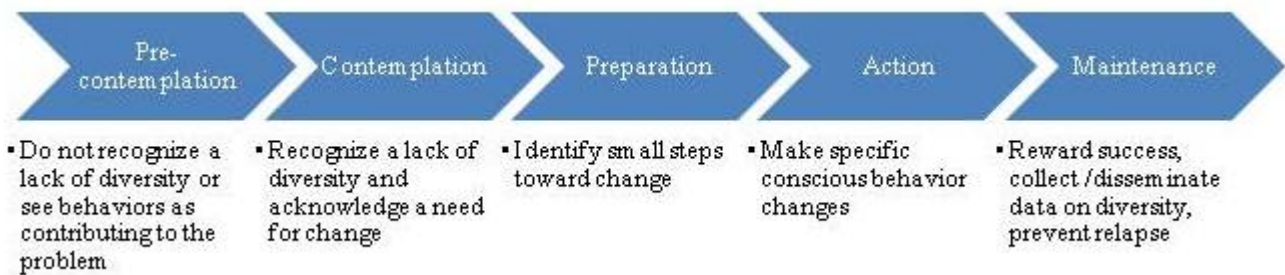 Pre-
contemplation
Contemplation
Preparation
Action
Maintenance
▪ Do not recognize a
lack of diversity or
see behaviors as
contributing to the
problem
▪ Recognize a lack of
diversity and
acknowledge a need
for change
▪ Identify small steps
toward change
▪ Make specific
conscious behavior
changes
▪ Reward success,
collect /disseminate
data on diversity,
prevent relapse